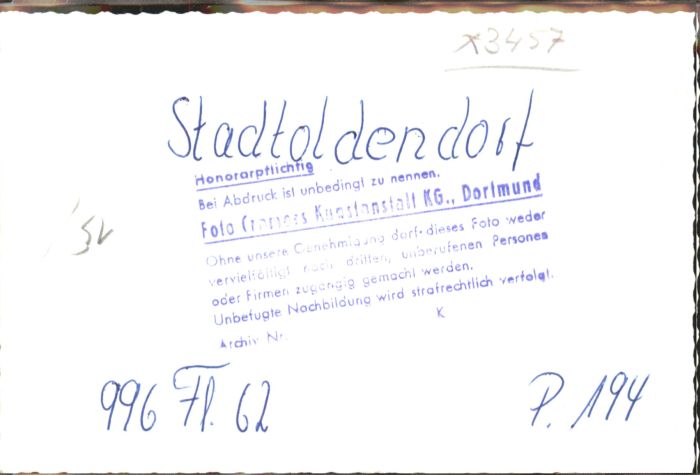 x3457
Stadtoldendorf
Honorarpflichtig
Bei Abdruck ist unbedingt zu nennen.
Foto Cramers Kunstanstalt KG., Dortmund
Ohne unsere Genehmigung darf dieses Foto weder
vervielfältigt noch dritten, unberufenen Personen
oder Firmen zugängig gemacht werden.
Unbefugte Nachbildung wird strafrechtlich verfolgt.
Archiv Nr. K
996 Fl. 62
P. 194